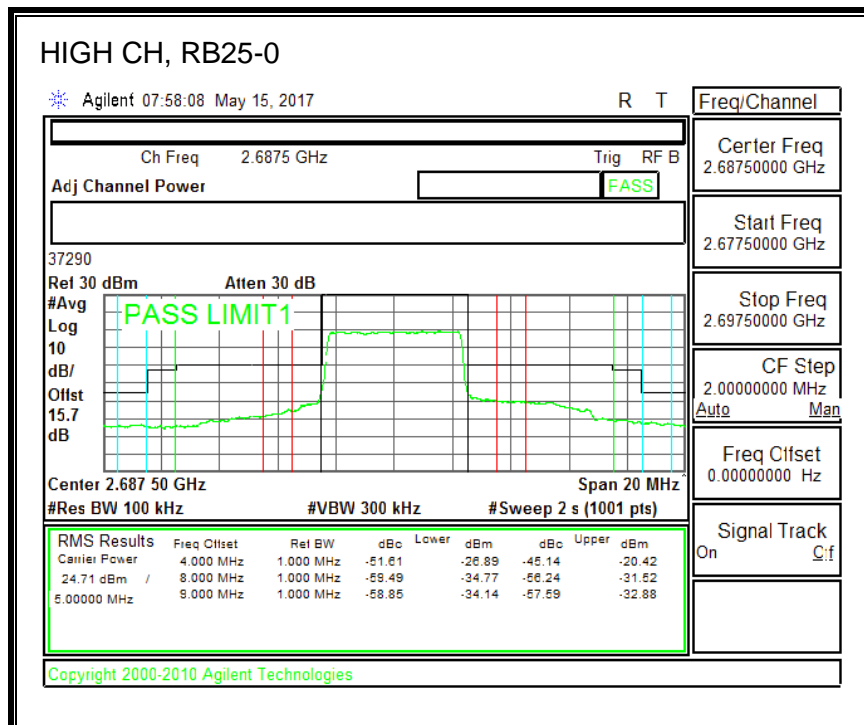 HIGH CH, RB25-0
Agilent 07:58:08 May 15, 2017 R T
Freq/Channel
Ch Freq 2.6875 GHz Trig RF B
Adj Channel Power PASS
Center Freq
2.68750000 GHz
Start Freq
2.67750000 GHz
Stop Freq
2.69750000 GHz
CF Step
2.00000000 MHz
Auto Man
Freq Offset
0.00000000 Hz
Signal Track
On Off
37290
Ref 30 dBm Atten 30 dB
#Avg
Log
10
dB/
Offst
15.7
dB
PASS LIMIT1
Center 2.687 50 GHz Span 20 MHz^
#Res BW 100 kHz #VBW 300 kHz #Sweep 2 s (1001 pts)
RMS Results Freq Offset Ref BW dBc Lower dBm dBc Upper dBm
Carrier Power 4.000 MHz 1.000 MHz -51.61 -26.89 -45.14 -20.42
24.71 dBm / 8.000 MHz 1.000 MHz -59.49 -34.77 -56.24 -31.52
5.00000 MHz 9.000 MHz 1.000 MHz -58.85 -34.14 -57.59 -32.88
Copyright 2000-2010 Agilent Technologies